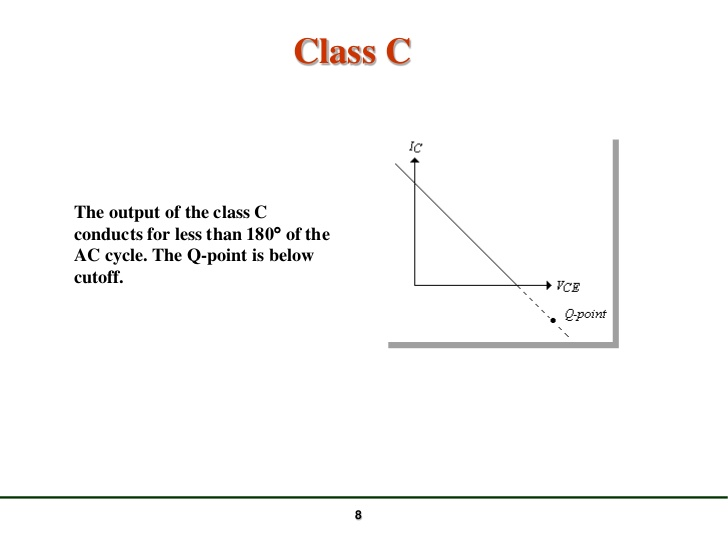 Class C
The output of the class C
conducts for less than 180° of the
AC cycle. The Q-point is below
cutoff.
IC
VCE
Q-point
8